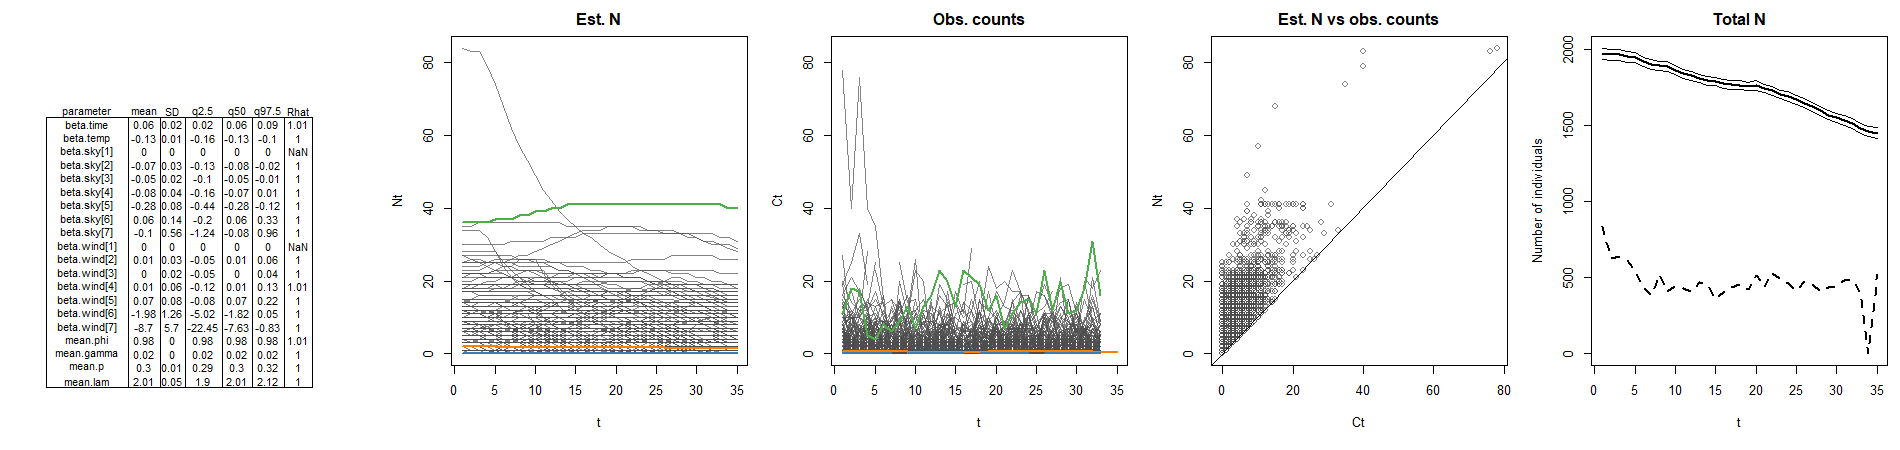 parameter mean SD q2.5 q50 q97.5 Rhat
beta.time 0.06 0.02 0.02 0.06 0.09 1.01
beta.temp -0.13 0.01 -0.16 -0.13 -0.1 1
beta.sky[1] 0 0 0 0 0 NaN
beta.sky[2] -0.07 0.03 -0.13 -0.08 -0.02 1
beta.sky[3] -0.05 0.02 -0.1 -0.05 -0.01 1
beta.sky[4] -0.08 0.04 -0.16 -0.07 0.01 1
beta.sky[5] -0.28 0.08 -0.44 -0.28 -0.12 1
beta.sky[6] 0.06 0.14 -0.2 0.06 0.33 1
beta.sky[7] -0.1 0.56 -1.24 -0.08 0.96 1
beta.wind[1] 0 0 0 0 0 NaN
beta.wind[2] 0.01 0.03 -0.05 0.01 0.06 1
beta.wind[3] 0 0.02 -0.05 0 0.04 1
beta.wind[4] 0.01 0.06 -0.12 0.01 0.13 1.01
beta.wind[5] 0.07 0.08 -0.08 0.07 0.22 1
beta.wind[6] -1.98 1.26 -5.02 -1.82 0.05 1
beta.wind[7] -8.7 5.7 -22.45 -7.63 -0.83 1
mean.phi 0.98 0 0.98 0.98 0.98 1.01
mean.gamma 0.02 0 0.02 0.02 0.02 1
mean.p 0.3 0.01 0.29 0.3 0.32 1
mean.lam 2.01 0.05 1.9 2.01 2.12 1
Est. N
Nt
80
60
40
20
0
0 5 10 15 20 25 30 35
t
Obs. counts
Ct
80
60
40
20
0
0 5 10 15 20 25 30 35
t
Est. N vs obs. counts
Nt
80
60
40
20
0
0 20 40 60 80
Ct
Total N
Number of individuals
2000
1500
1000
500
0
0 5 10 15 20 25 30 35
t